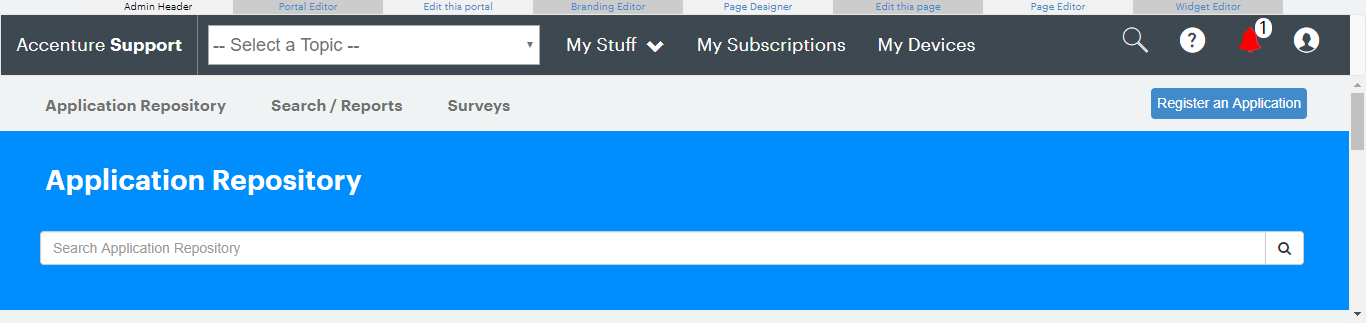 Admin Header Portal Editor Edit this portal Branding Editor Page Designer Edit this page Page Editor Widget Editor
Accenture Support -- Select a Topic -- My Stuff My Subscriptions My Devices ? 1
Application Repository Search / Reports Surveys Register an Application
Application Repository
Search Application Repository